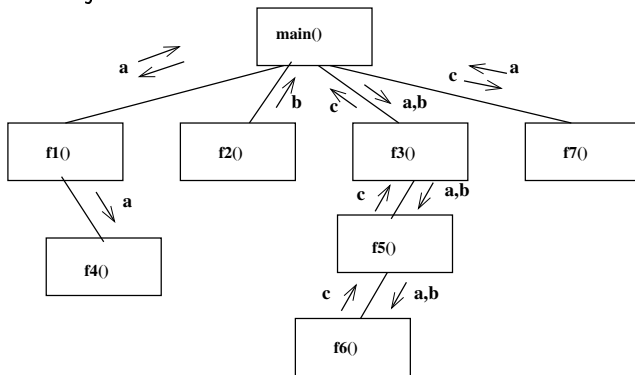 main()
a
a
c
b
c
a,b
f1()
f2()
f3()
f7()
a
c
a,b
f5()
f4()
c
a,b
f6()